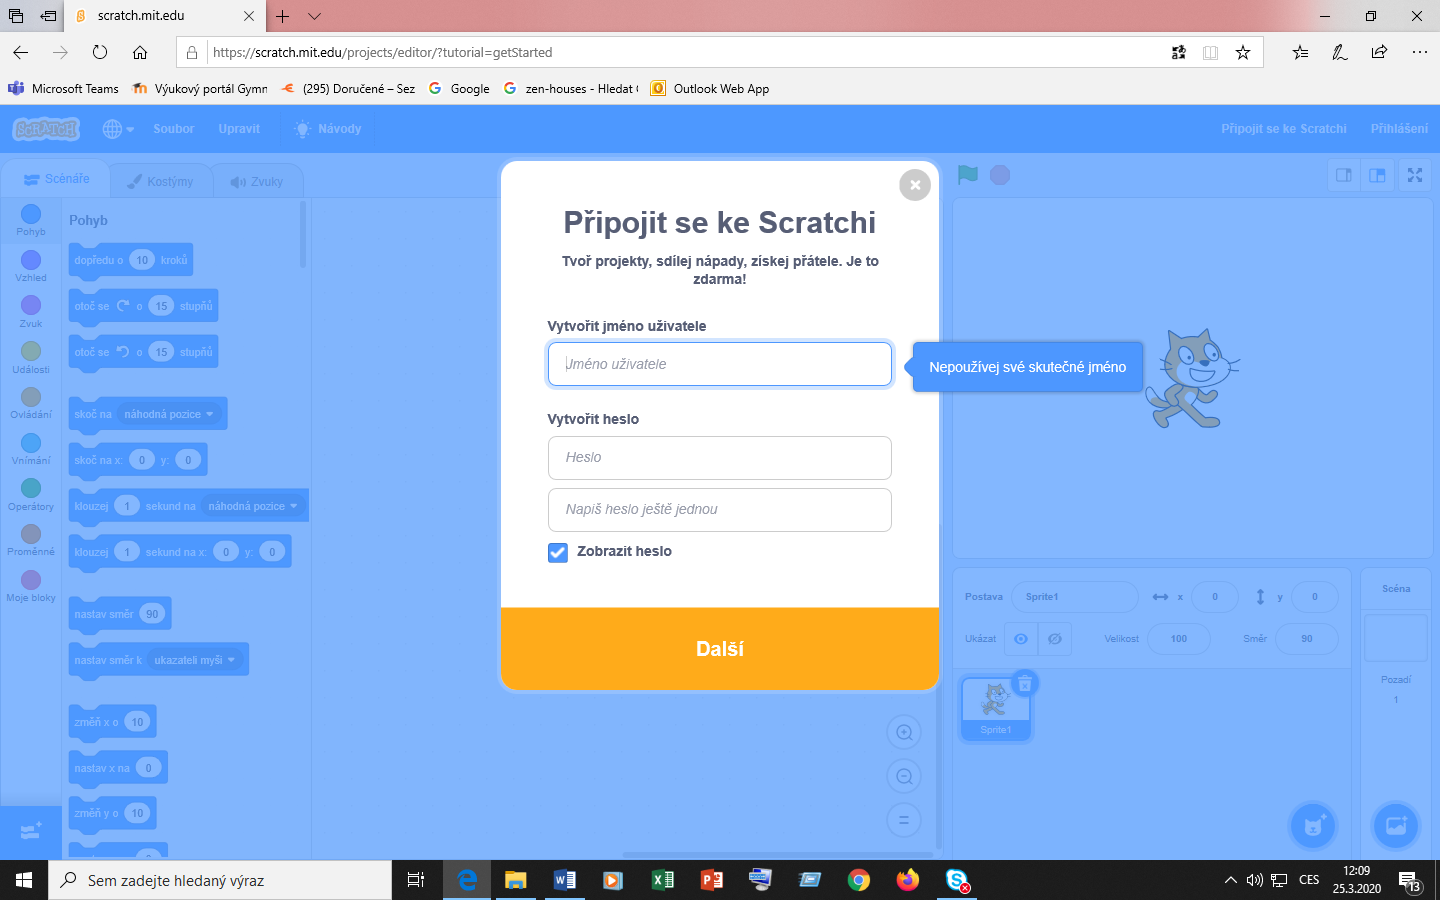 scratch.mit.edu
https://scratch.mit.edu/projects/editor/?tutorial=getStarted
Microsoft Teams
Výukový portál Gymn
(295) Doručené – Sez
Google
zen-houses - Hledat
Outlook Web App
SCRATCH
Soubor
Upravit
Návody
Připojit se ke Scratchi
Přihlášení
Scénáře
Kostýmy
Zvuky
Pohyb
Vzhled
Zvuk
Události
Ovládání
Vnímání
Operátory
Proměnné
Moje bloky
Pohyb
dopředu o 10 kroků
otoč se o 15 stupňů
otoč se o 15 stupňů
skoč na náhodná pozice
skoč na x: 0 y: 0
klouzej 1 sekund na náhodná pozice
klouzej 1 sekund na x: 0 y: 0
nastav směr 90
nastav směr k ukazateli myši
změň x o 10
nastav x na 0
změň y o 10
Připojit se ke Scratchi
Tvoř projekty, sdílej nápady, získej přátele. Je to
zdarma!
Vytvořit jméno uživatele
Jméno uživatele
Nepoužívej své skutečné jméno
Vytvořit heslo
Heslo
Napiš heslo ještě jednou
Zobrazit heslo
Další
Postava Sprite1 x 0 y 0
Ukázat Velikost 100 Směr 90
Sprite1
Scéna
Pozadí
1
Sem zadejte hledaný výraz
CES
12:09
25.3.2020
13